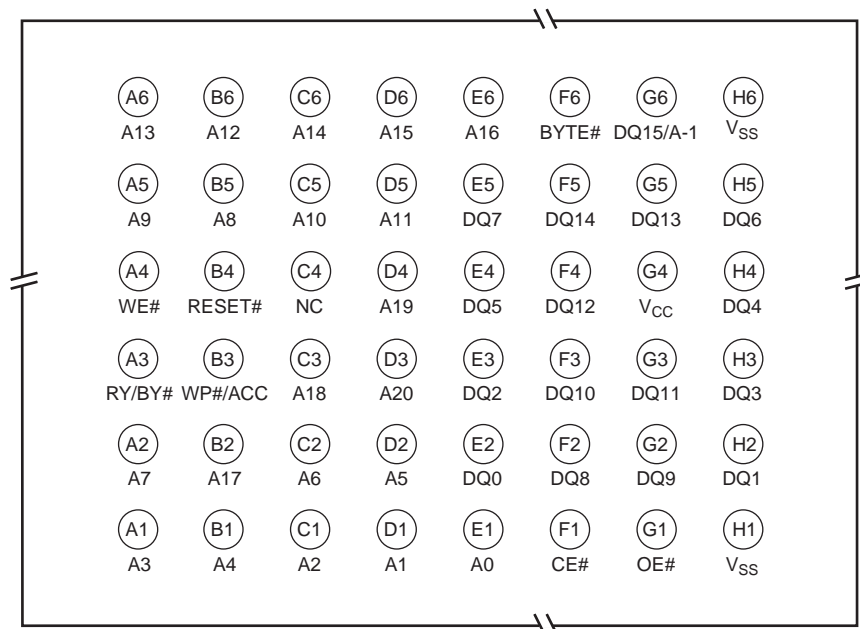 A6 B6 C6 D6 E6 F6 G6 H6
A13 A12 A14 A15 A16 BYTE# DQ15/A-1 VSS
A5 B5 C5 D5 E5 F5 G5 H5
A9 A8 A10 A11 DQ7 DQ14 DQ13 DQ6
A4 B4 C4 D4 E4 F4 G4 H4
WE# RESET# NC A19 DQ5 DQ12 VCC DQ4
A3 B3 C3 D3 E3 F3 G3 H3
RY/BY# WP#/ACC A18 A20 DQ2 DQ10 DQ11 DQ3
A2 B2 C2 D2 E2 F2 G2 H2
A7 A17 A6 A5 DQ0 DQ8 DQ9 DQ1
A1 B1 C1 D1 E1 F1 G1 H1
A3 A4 A2 A1 A0 CE# OE# VSS